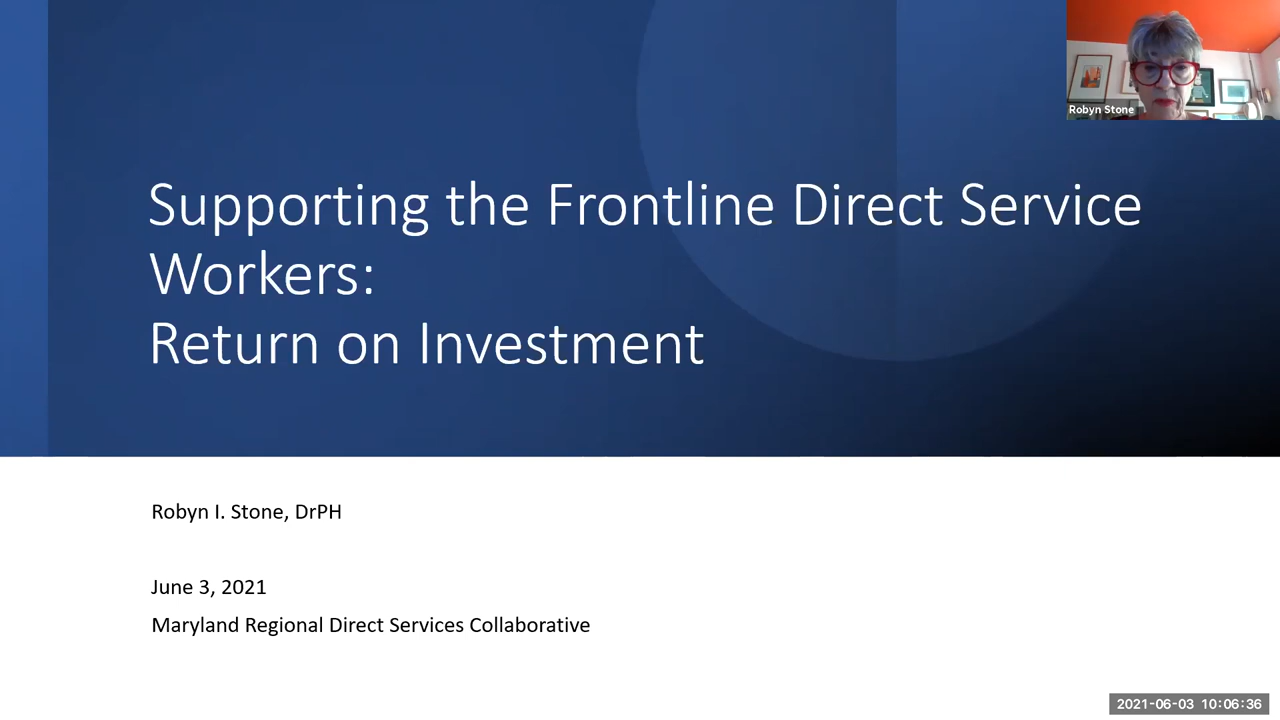 Robyn Stone
Supporting the Frontline Direct Service
Workers:
Return on Investment
Robyn I. Stone, DrPH
June 3, 2021
Maryland Regional Direct Services Collaborative
2021-06-03 10:06:36